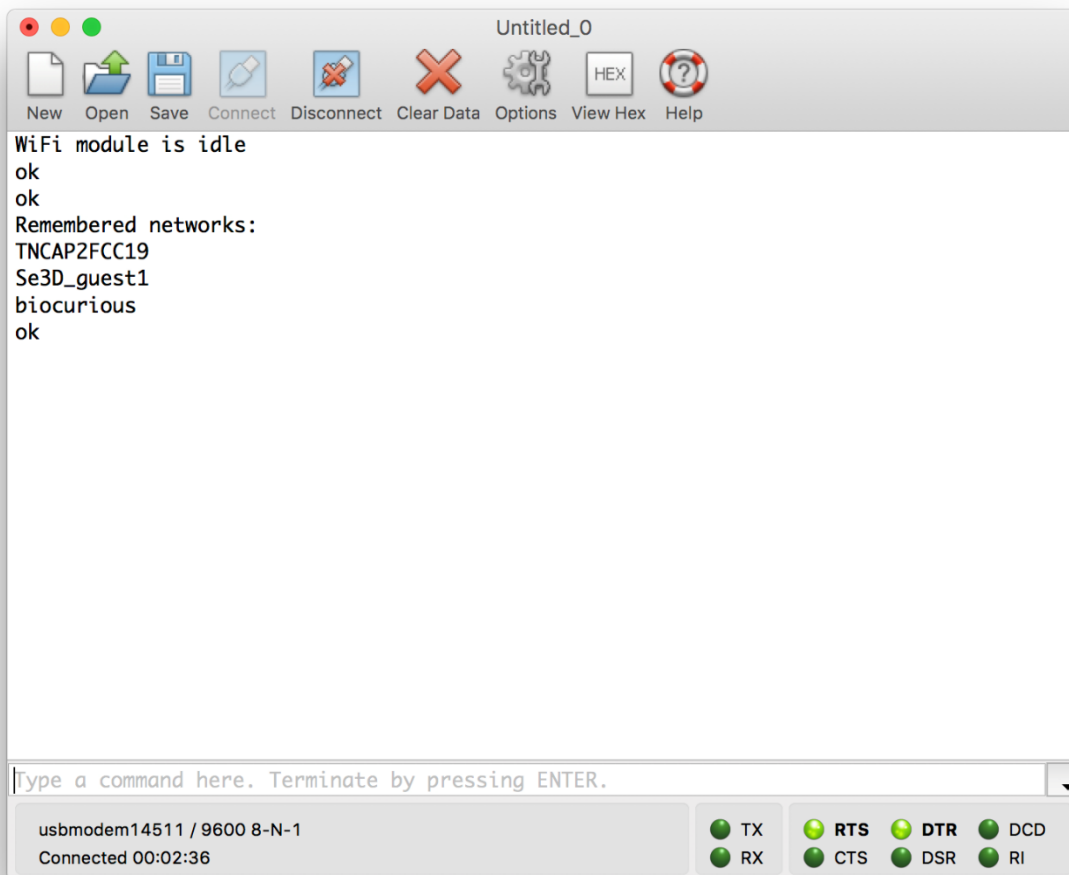 Untitled_0
New Open Save Connect Disconnect Clear Data Options View Hex Help
HEX
WiFi module is idle
ok
ok
Remembered networks:
TNCAP2FCC19
Se3D_guest1
biocurious
ok
Type a command here. Terminate by pressing ENTER.
usbmodem14511 / 9600 8-N-1
Connected 00:02:36
TX RTS DTR DCD
RX CTS DSR RI